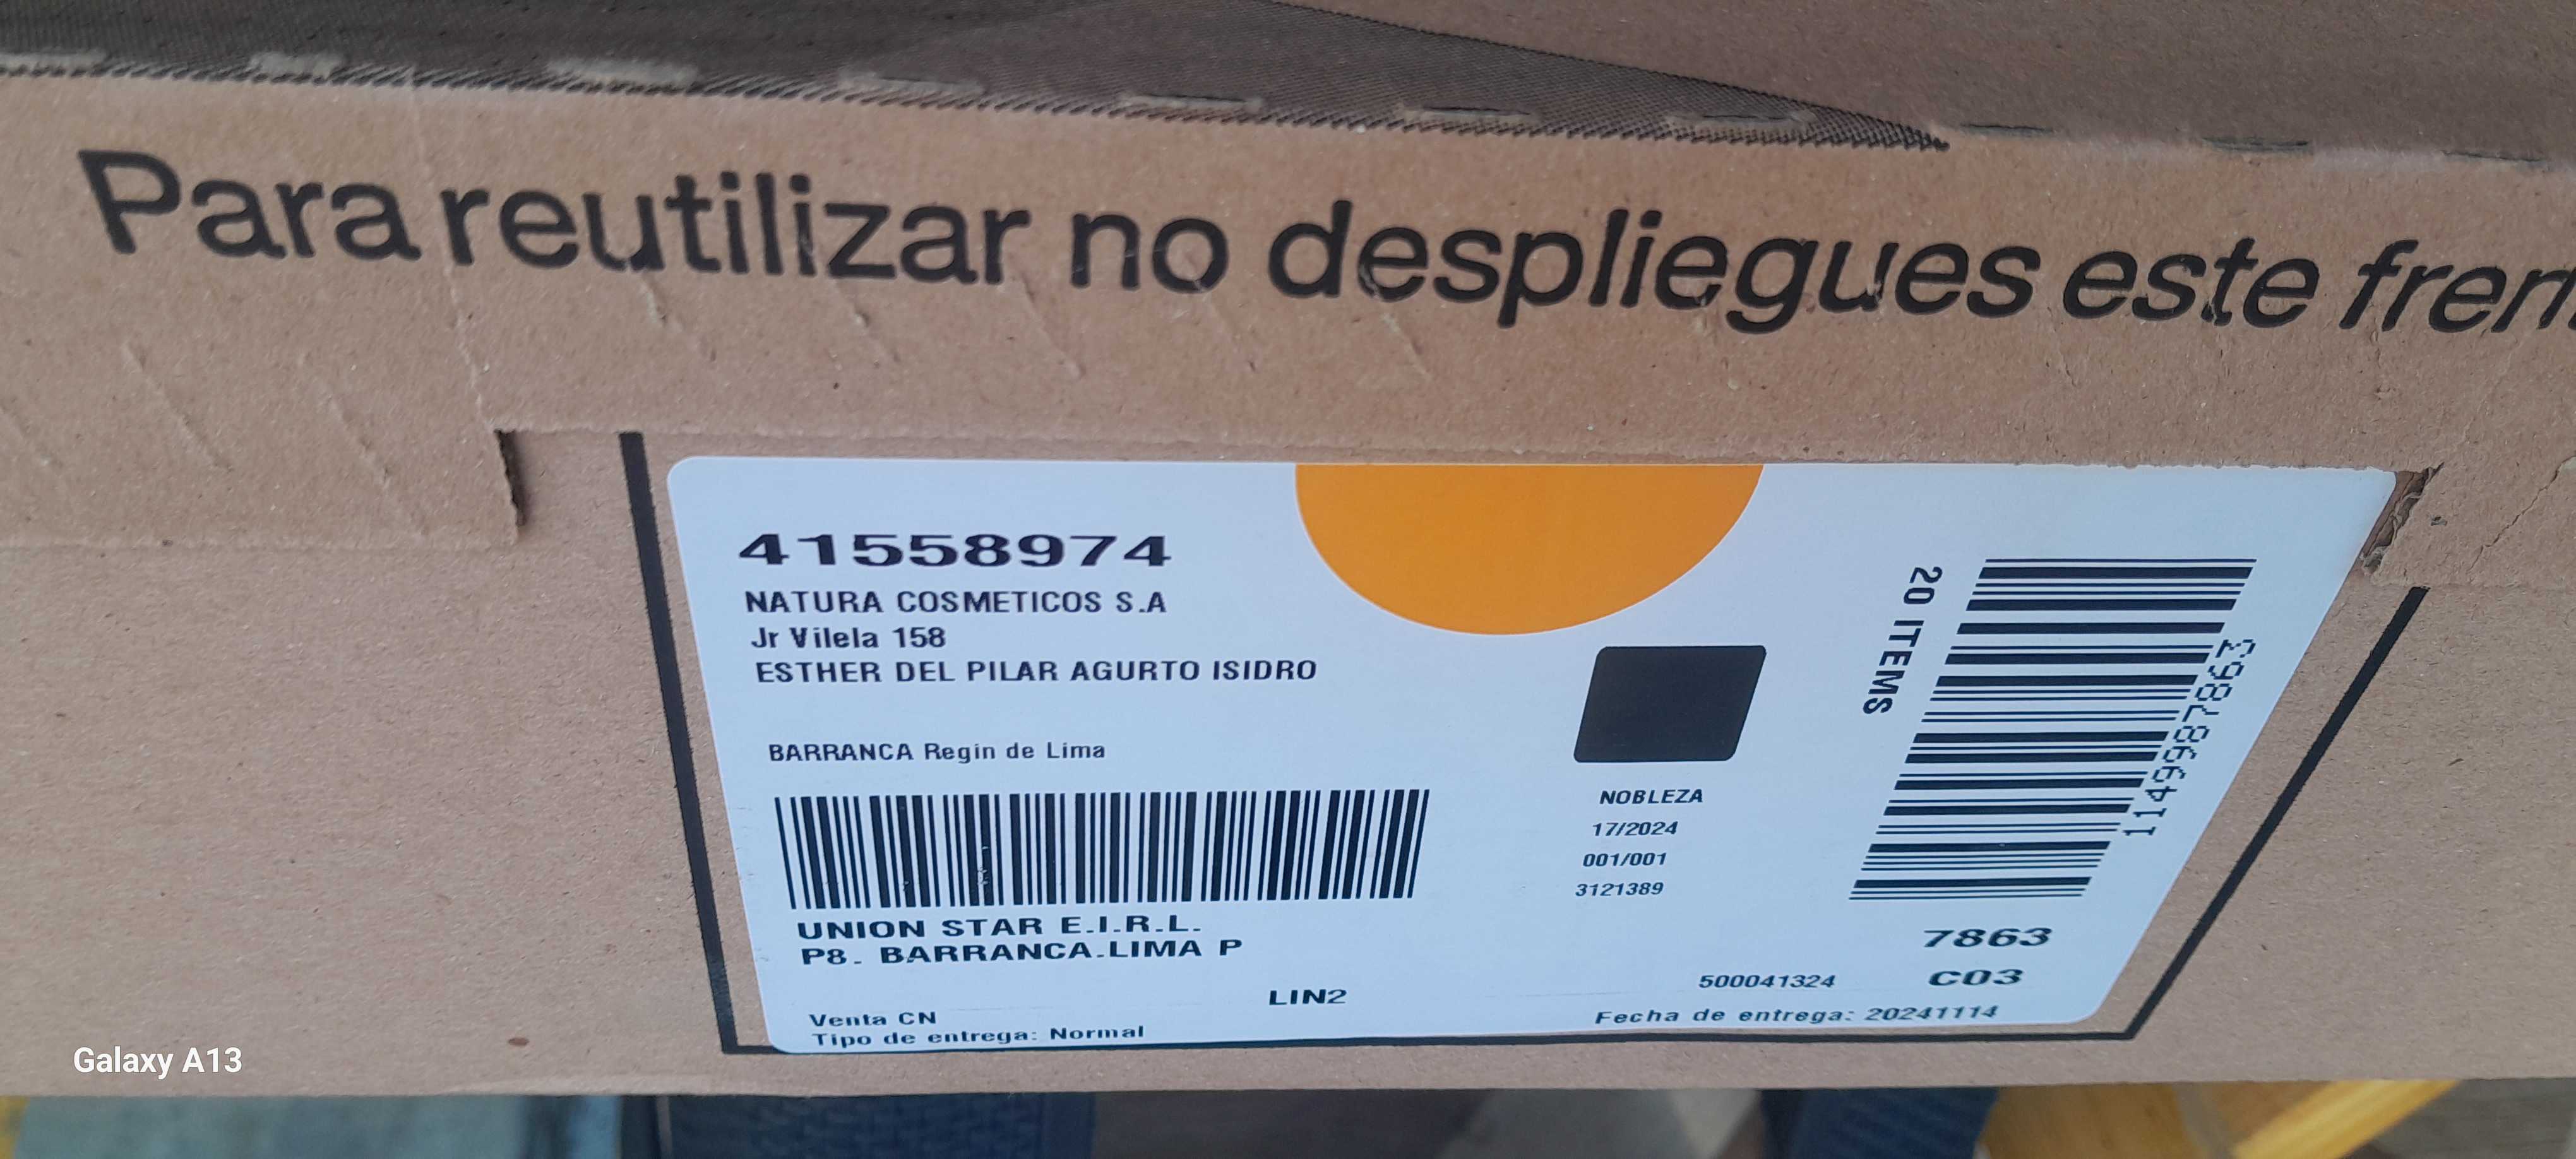 Para reutilizar no despliegues este fren
41558974
NATURA COSMETICOS S.A
Jr Vilela 158
ESTHER DEL PILAR AGURTO ISIDRO
BARRANCA Regin de Lima
UNION STAR E.I.R.L.
P8. BARRANCA.LIMA P
LIN2
Venta CN
Tipo de entrega: Normal
NOBLEZA
17/2024
001/001
3121389
20 ITEMS
1146987863
7863
C03
500041324
Fecha de entrega: 20241114
Galaxy A13